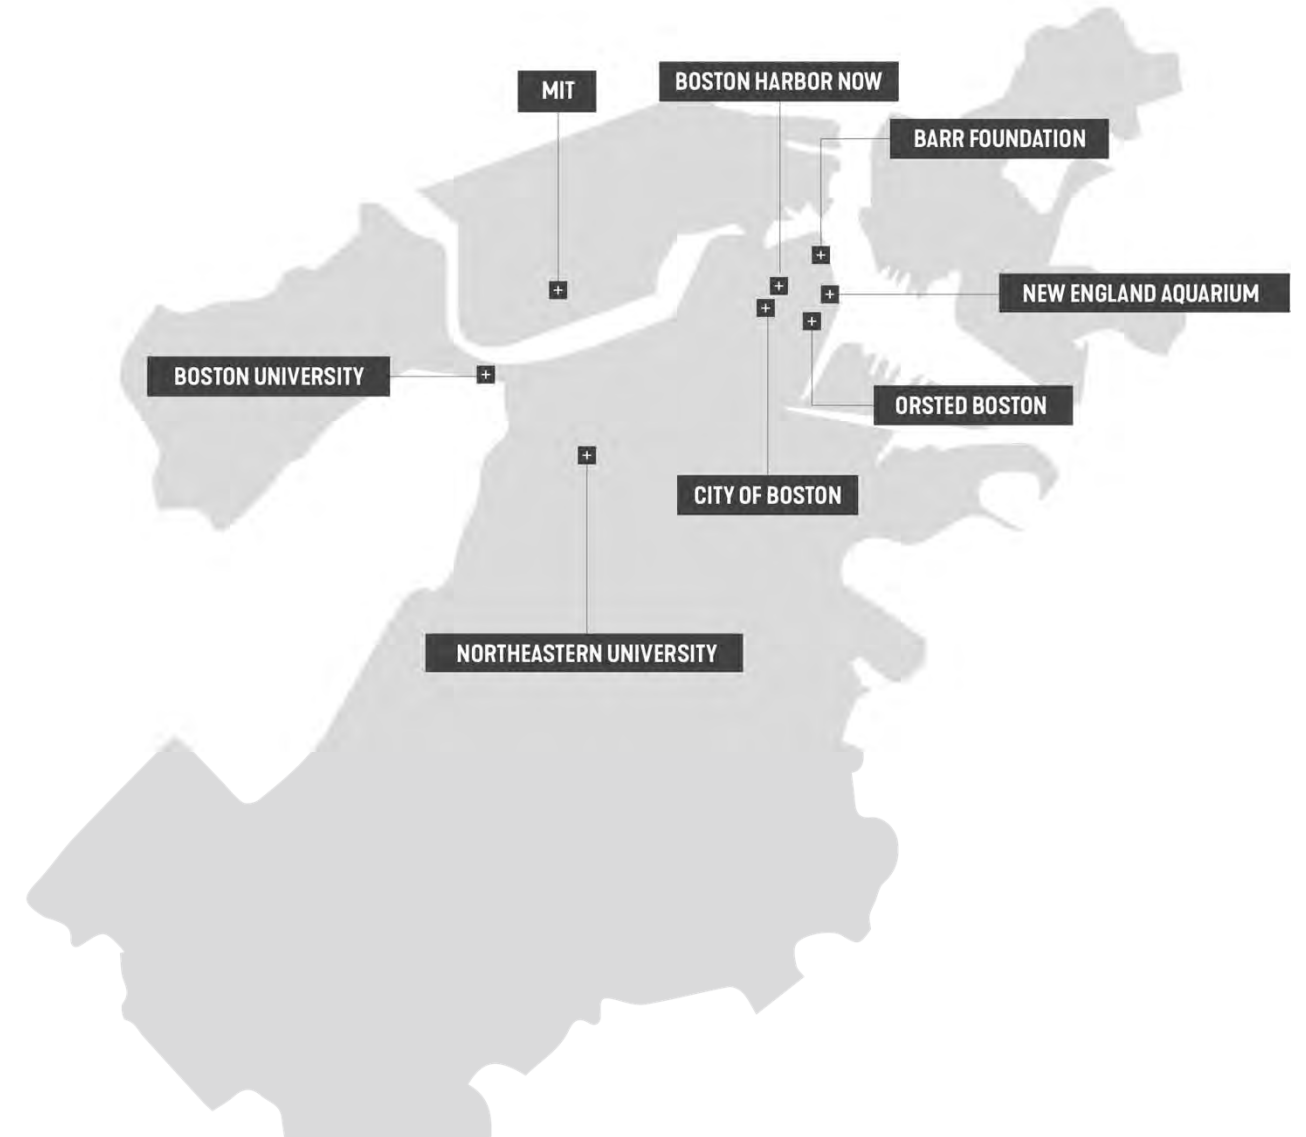 MIT
BOSTON HARBOR NOW
BARR FOUNDATION
NEW ENGLAND AQUARIUM
BOSTON UNIVERSITY
ORSTED BOSTON
CITY OF BOSTON
NORTHEASTERN UNIVERSITY